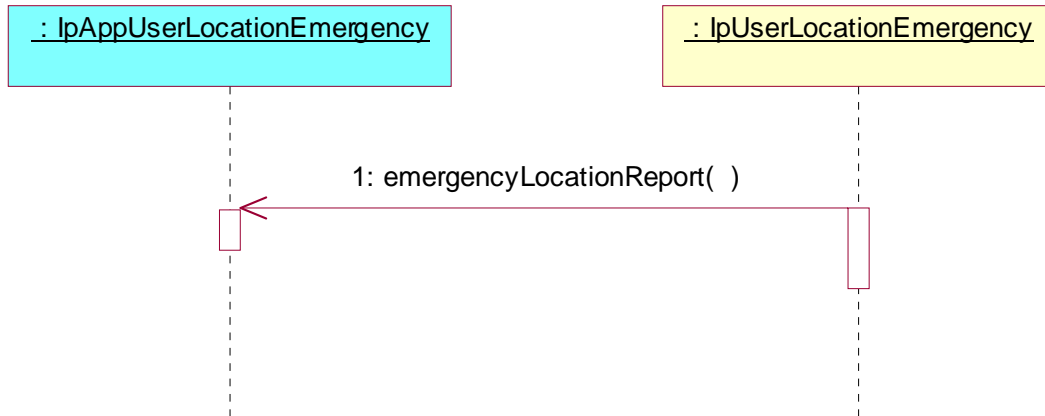 : IpAppUserLocationEmergency
: IpUserLocationEmergency
1: emergencyLocationReport( )